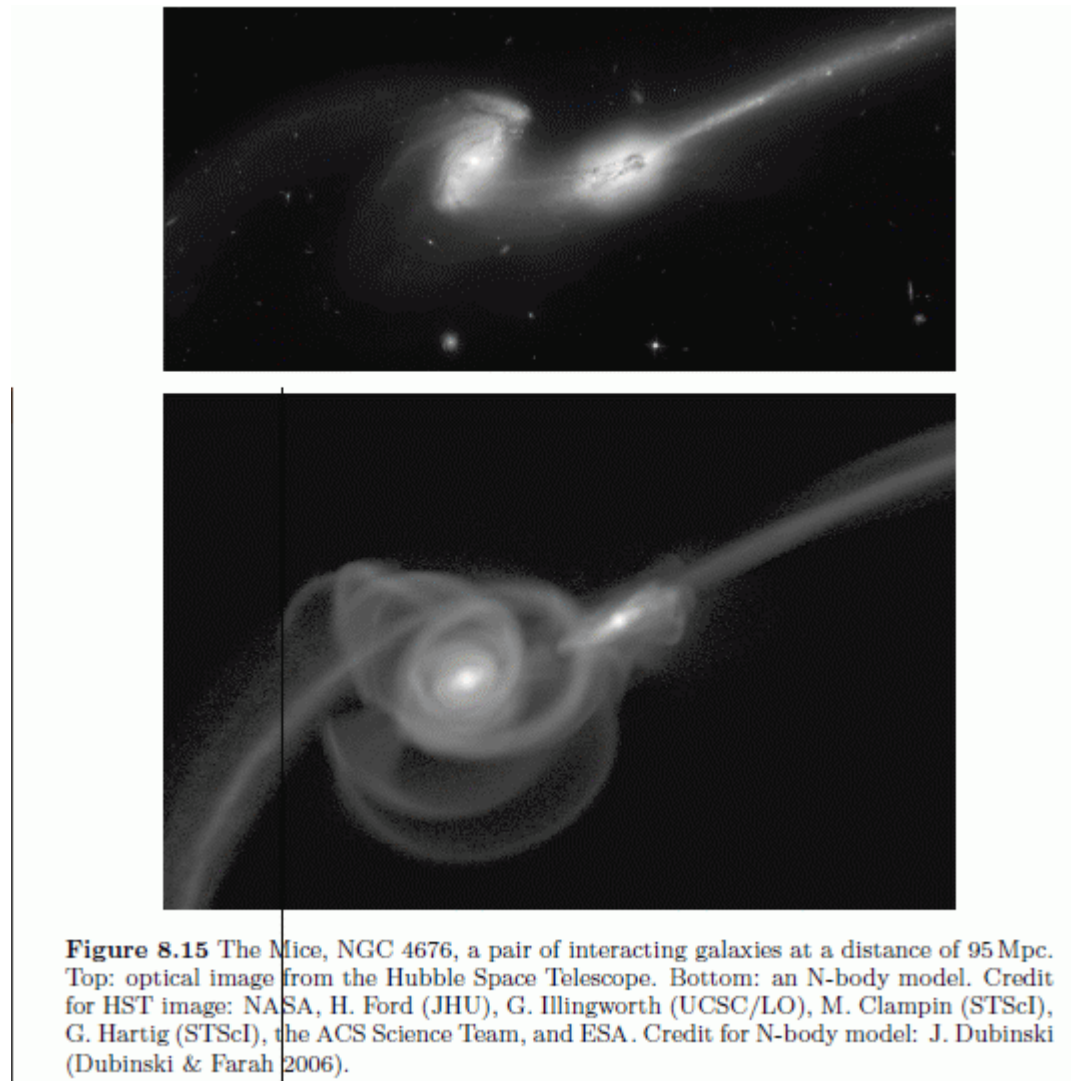 Figure 8.15 The Mice, NGC 4676, a pair of interacting galaxies at a distance of 95 Mpc.
Top: optical image from the Hubble Space Telescope. Bottom: an N-body model. Credit
for HST image: NASA, H. Ford (JHU), G. Illingworth (UCSC/LO), M. Clampin (STScI),
G. Hartig (STScI), the ACS Science Team, and ESA. Credit for N-body model: J. Dubinski
(Dubinski & Farah 2006).